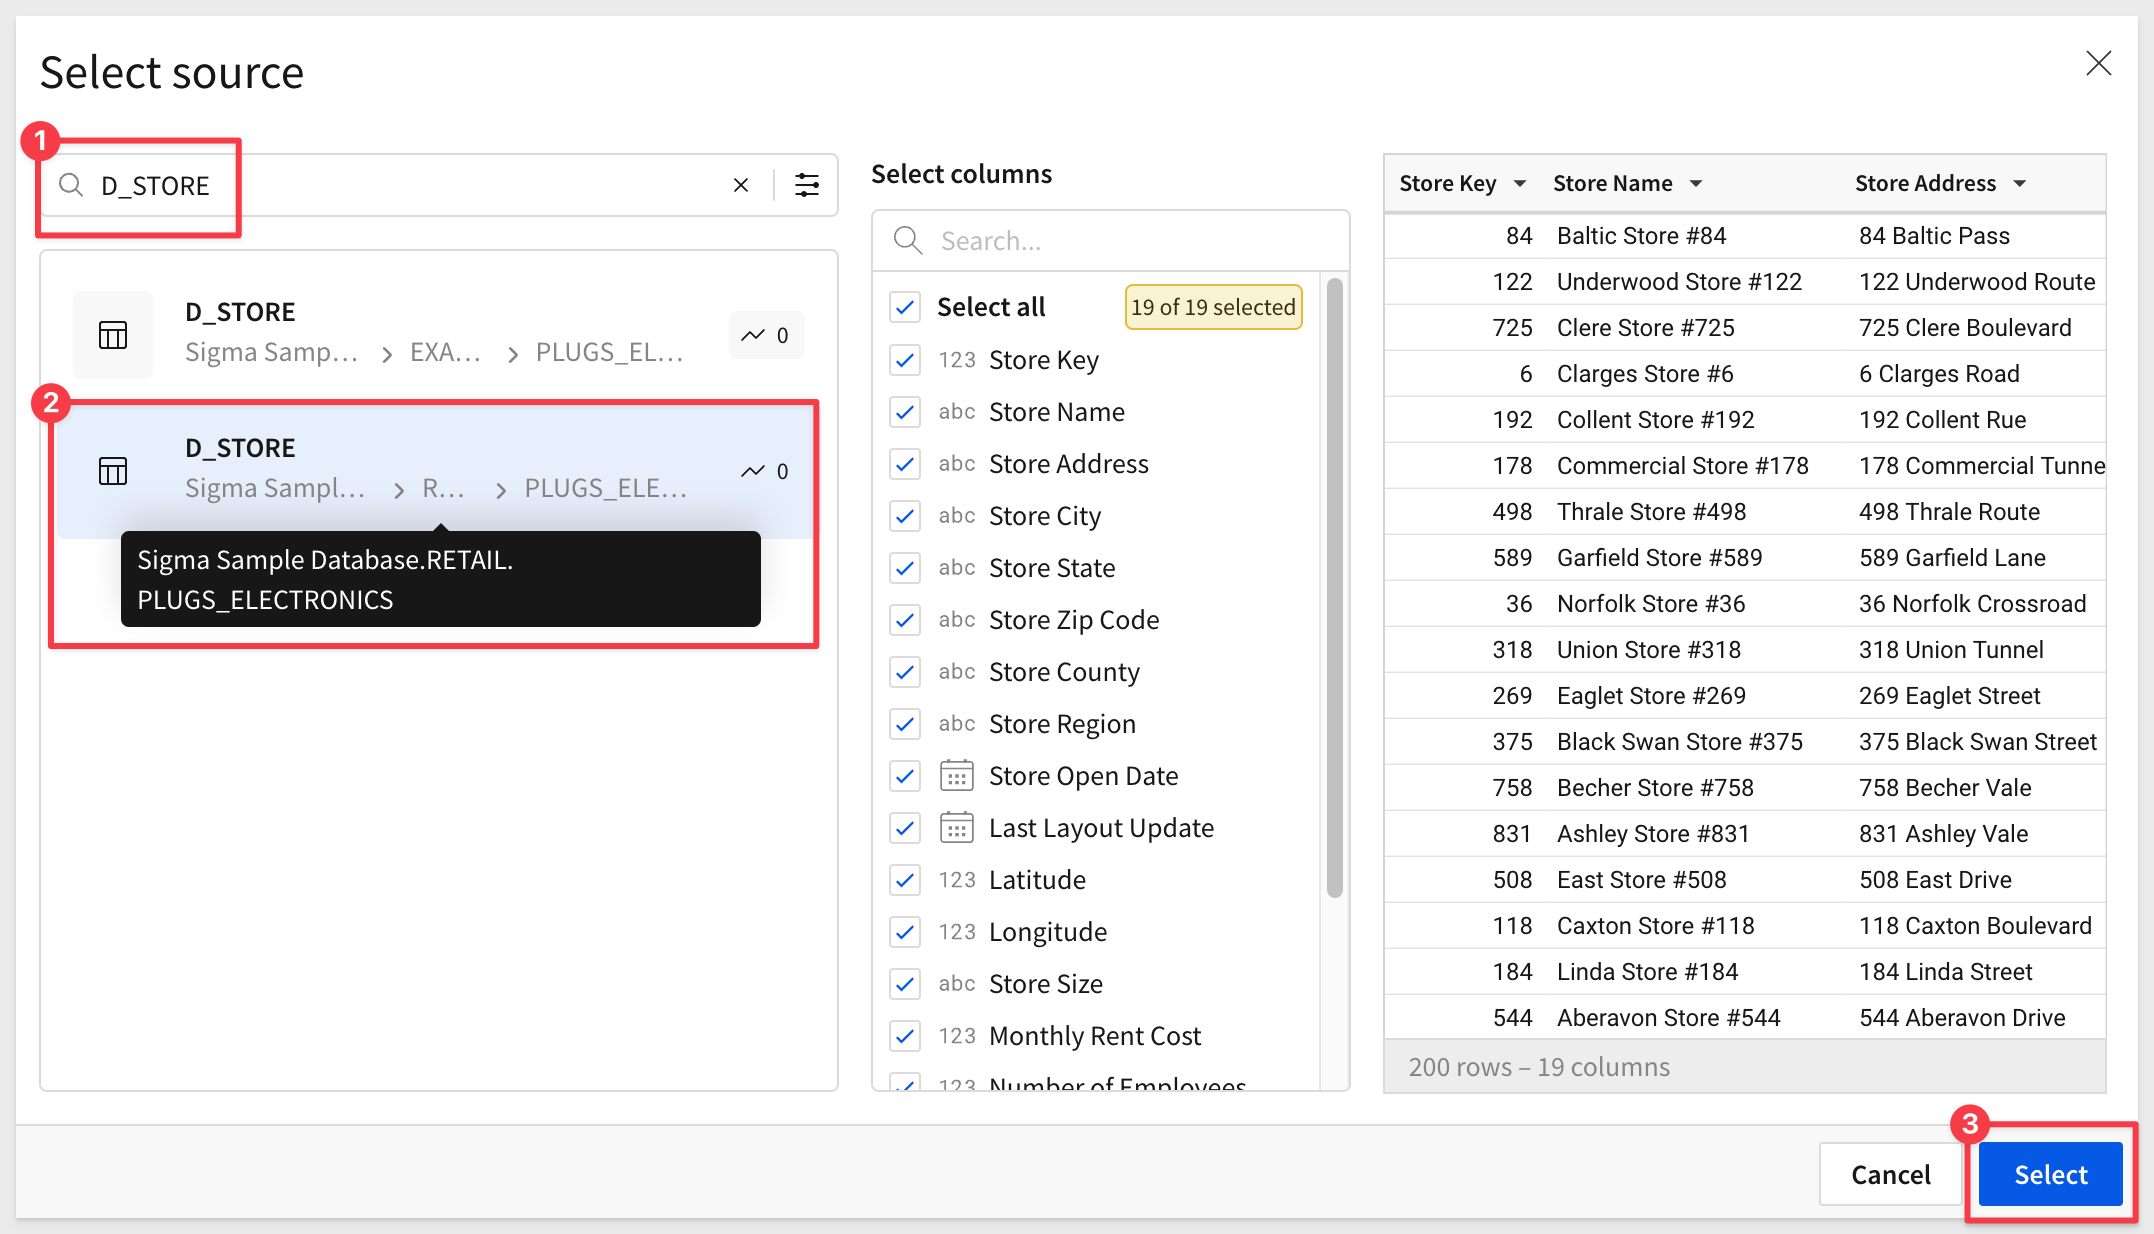 Select source
1
D_STORE
D_STORE
Sigma Samp... > EXA... > PLUGS_EL...
0
2
D_STORE
Sigma Sampl... > R... > PLUGS_ELE...
0
Sigma Sample Database.RETAIL.
PLUGS_ELECTRONICS
Select columns
Search...
Select all
19 of 19 selected
123 Store Key
abc Store Name
abc Store Address
abc Store City
abc Store State
abc Store Zip Code
abc Store County
abc Store Region
Store Open Date
Last Layout Update
123 Latitude
123 Longitude
abc Store Size
123 Monthly Rent Cost
123 Number of Employees
Store Key Store Name Store Address
84 Baltic Store #84 84 Baltic Pass
122 Underwood Store #122 122 Underwood Route
725 Clere Store #725 725 Clere Boulevard
6 Clarges Store #6 6 Clarges Road
192 Collent Store #192 192 Collent Rue
178 Commercial Store #178 178 Commercial Tunne
498 Thrale Store #498 498 Thrale Route
589 Garfield Store #589 589 Garfield Lane
36 Norfolk Store #36 36 Norfolk Crossroad
318 Union Store #318 318 Union Tunnel
269 Eaglet Store #269 269 Eaglet Street
375 Black Swan Store #375 375 Black Swan Street
758 Becher Store #758 758 Becher Vale
831 Ashley Store #831 831 Ashley Vale
508 East Store #508 508 East Drive
118 Caxton Store #118 118 Caxton Boulevard
184 Linda Store #184 184 Linda Street
544 Aberavon Store #544 544 Aberavon Drive
200 rows – 19 columns
3
Cancel
Select